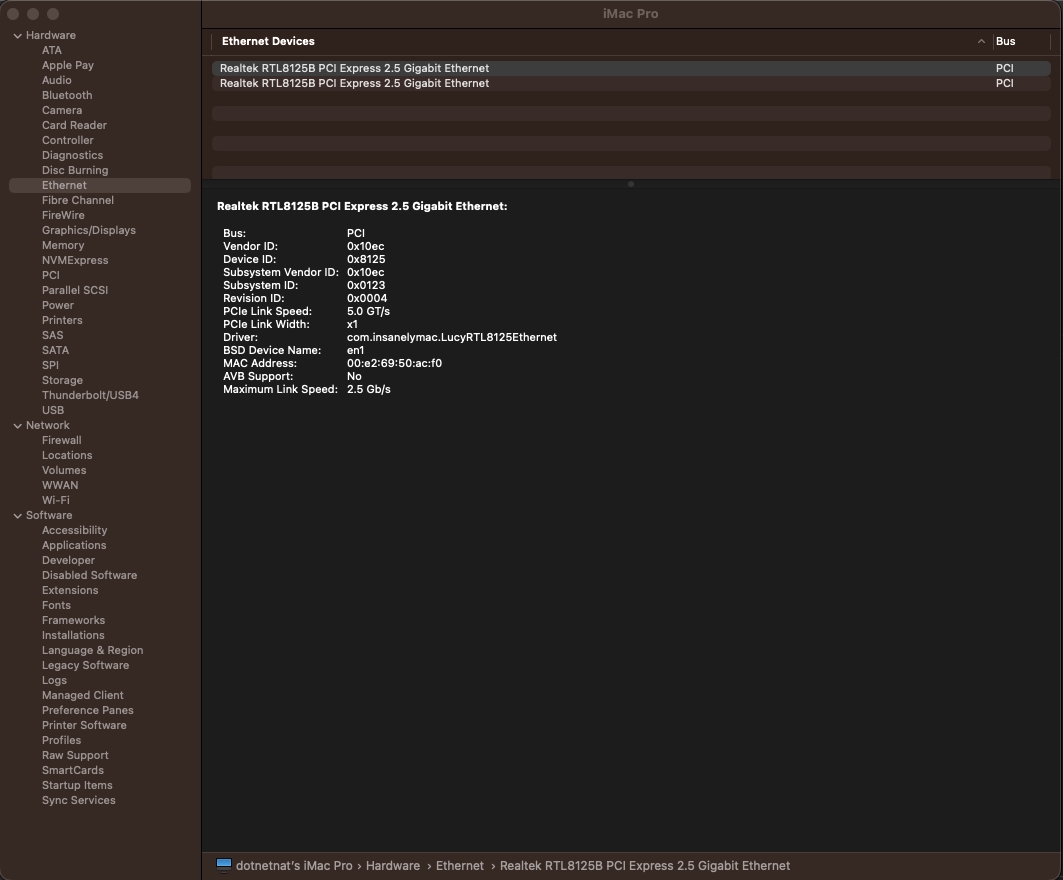 iMac Pro
Hardware
ATA
Apple Pay
Audio
Bluetooth
Camera
Card Reader
Controller
Diagnostics
Disc Burning
Ethernet
Fibre Channel
FireWire
Graphics/Displays
Memory
NVMExpress
PCI
Parallel SCSI
Power
Printers
SAS
SATA
SPI
Storage
Thunderbolt/USB4
USB
Network
Firewall
Locations
Volumes
WWAN
Wi-Fi
Software
Accessibility
Applications
Developer
Disabled Software
Extensions
Fonts
Frameworks
Installations
Language & Region
Legacy Software
Logs
Managed Client
Preference Panes
Printer Software
Profiles
Raw Support
SmartCards
Startup Items
Sync Services
Ethernet Devices Bus
Realtek RTL8125B PCI Express 2.5 Gigabit Ethernet PCI
Realtek RTL8125B PCI Express 2.5 Gigabit Ethernet PCI
Realtek RTL8125B PCI Express 2.5 Gigabit Ethernet:
Bus: PCI
Vendor ID: 0x10ec
Device ID: 0x8125
Subsystem Vendor ID: 0x10ec
Subsystem ID: 0x0123
Revision ID: 0x0004
PCIe Link Speed: 5.0 GT/s
PCIe Link Width: x1
Driver: com.insanelymac.LucyRTL8125Ethernet
BSD Device Name: en1
MAC Address: 00:e2:69:50:ac:f0
AVB Support: No
Maximum Link Speed: 2.5 Gb/s
dotnetnat's iMac Pro › Hardware › Ethernet › Realtek RTL8125B PCI Express 2.5 Gigabit Ethernet